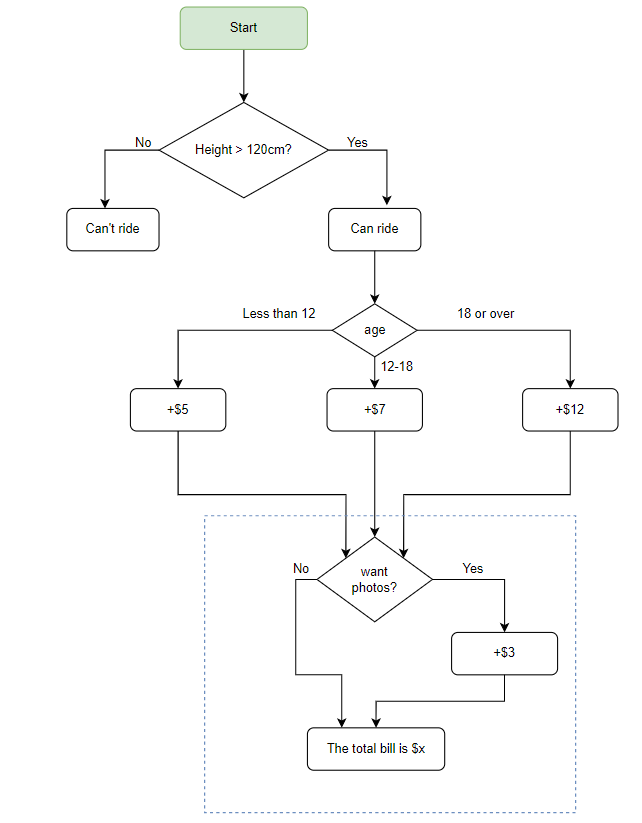 Start
Height > 120cm?
No
Yes
Can't ride
Can ride
Less than 12
age
18 or over
12-18
+$5
+$7
+$12
want
photos?
No
Yes
+$3
The total bill is $x